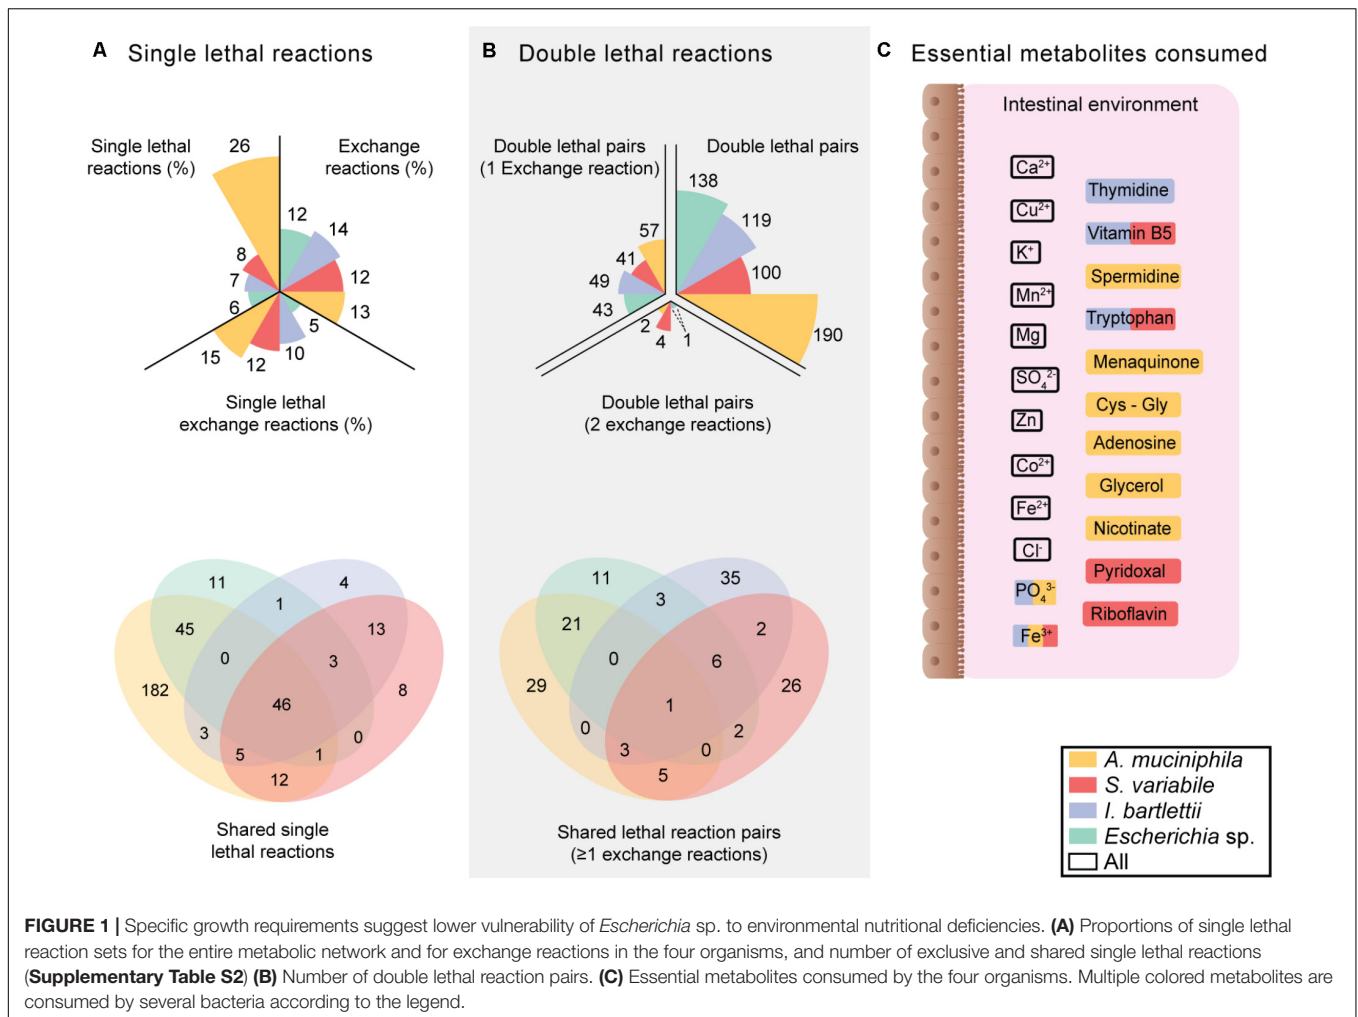 A Single lethal reactions
Single lethal
reactions (%)
Exchange
reactions (%)
26
12
14
12
13
8
7
6
15
12
10
5
Single lethal
exchange reactions (%)
11
4
1
45
13
0
3
182
46
8
3
5
1
0
12
Shared single
lethal reactions
B Double lethal reactions
Double lethal pairs
(1 Exchange reaction)
Double lethal pairs
138
119
100
190
57
41
49
43
2
4
1
Double lethal pairs
(2 exchange reactions)
11
35
3
21
2
0
6
29
1
26
0
3
0
2
5
Shared lethal reaction pairs
(≥1 exchange reactions)
C Essential metabolites consumed
Intestinal environment
Ca2+
Cu2+
K+
Mn2+
Mg
SO42-
Zn
Co2+
Fe2+
Cl-
PO43-
Fe3+
Thymidine
Vitamin B5
Spermidine
Tryptophan
Menaquinone
Cys - Gly
Adenosine
Glycerol
Nicotinate
Pyridoxal
Riboflavin
A. muciniphila
S. variabile
I. bartlettii
Escherichia sp.
All
FIGURE 1 | Specific growth requirements suggest lower vulnerability of Escherichia sp. to environmental nutritional deficiencies. (A) Proportions of single lethal
reaction sets for the entire metabolic network and for exchange reactions in the four organisms, and number of exclusive and shared single lethal reactions
(Supplementary Table S2) (B) Number of double lethal reaction pairs. (C) Essential metabolites consumed by the four organisms. Multiple colored metabolites are
consumed by several bacteria according to the legend.